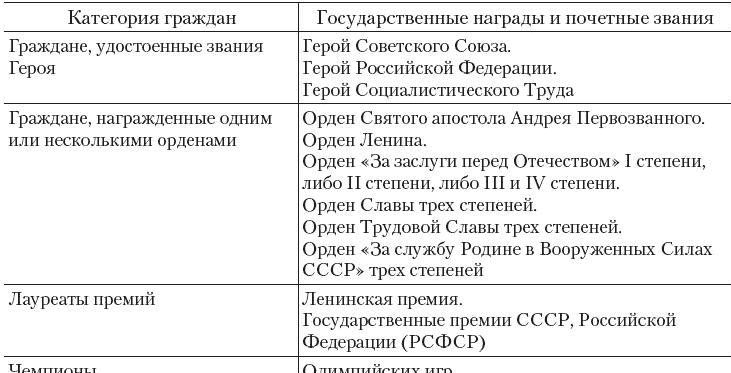 Категория граждан
Государственные награды и почетные звания
Граждане, удостоенные звания
Героя
Герой Советского Союза.
Герой Российской Федерации.
Герой Социалистического Труда
Граждане, награжденные одним
или несколькими орденами
Орден Святого апостола Андрея Первозванного.
Орден Ленина.
Орден «За заслуги перед Отечеством» I степени,
либо II степени, либо III и IV степени.
Орден Славы трех степеней.
Орден Трудовой Славы трех степеней.
Орден «За службу Родине в Вооруженных Силах
СССР» трех степеней
Лауреаты премий
Ленинская премия.
Государственные премии СССР, Российской
Федерации (РСФСР)
Чемпионы
Олимпийских игр